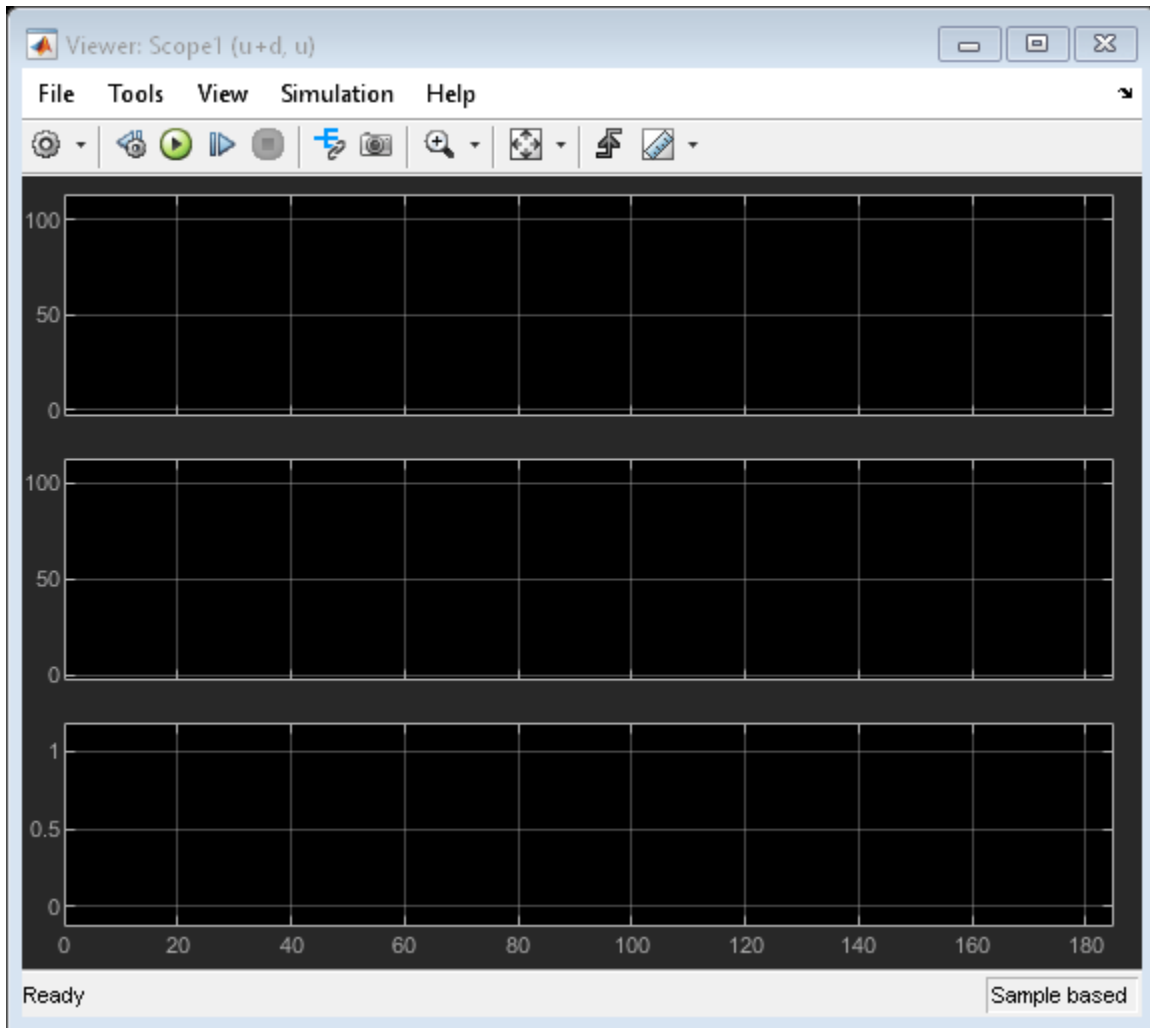 Viewer: Scope1 (u+d, u)
File Tools View Simulation Help
100
50
0
100
50
0
1
0.5
0
0 20 40 60 80 100 120 140 160 180
Ready Sample based